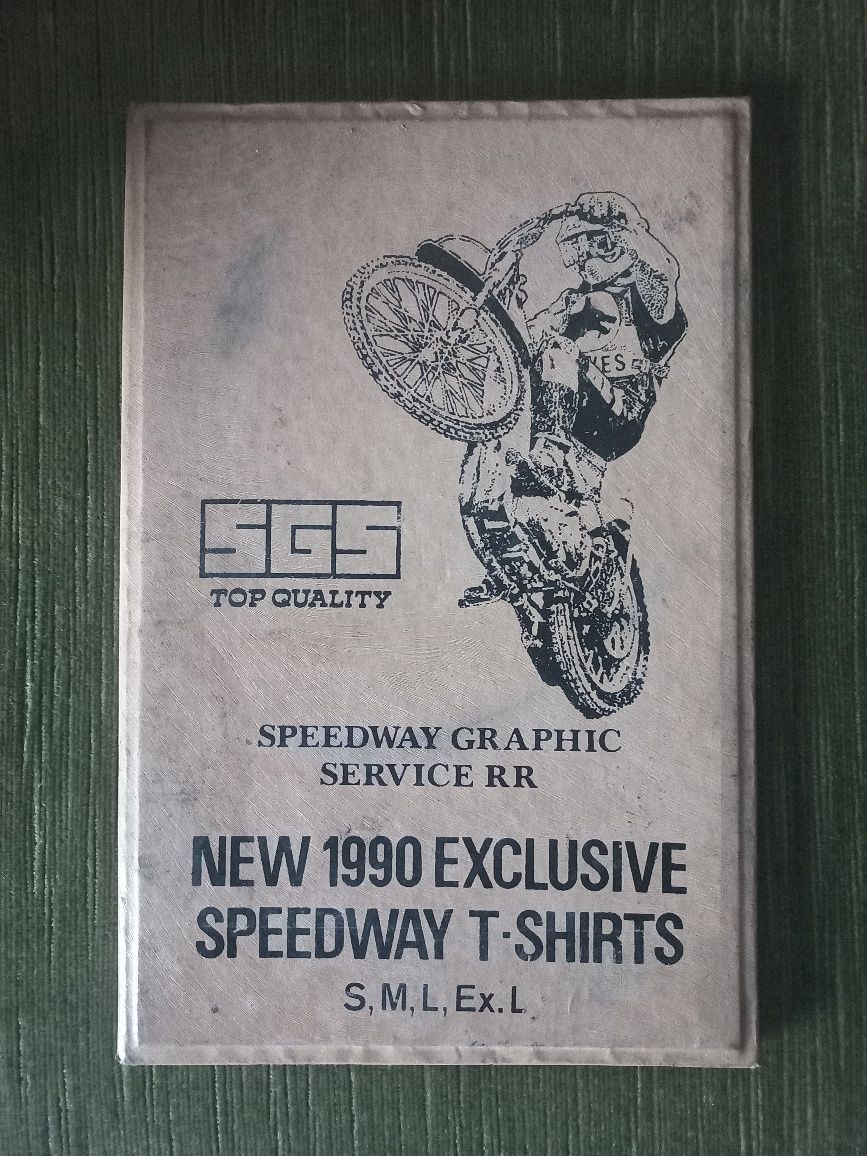 SGS
TOP QUALITY
SPEEDWAY GRAPHIC
SERVICE RR
NEW 1990 EXCLUSIVE
SPEEDWAY T-SHIRTS
S, M, L, Ex. L